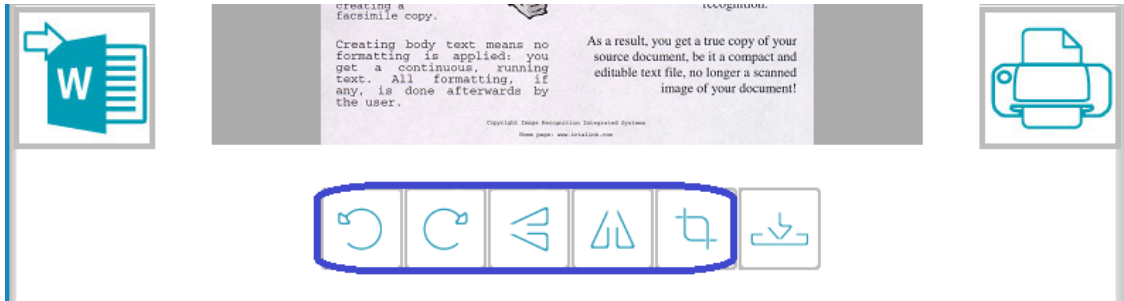 creating a
facsimile copy.
Creating body text means no
formatting is applied: you
get a continuous, running
text. All formatting, if
any, is done afterwards by
the user.
recognition.
As a result, you get a true copy of your
source document, be it a compact and
editable text file, no longer a scanned
image of your document!
Copyright Image Recognition Integrated Systems
Home page: www.irislink.com
W